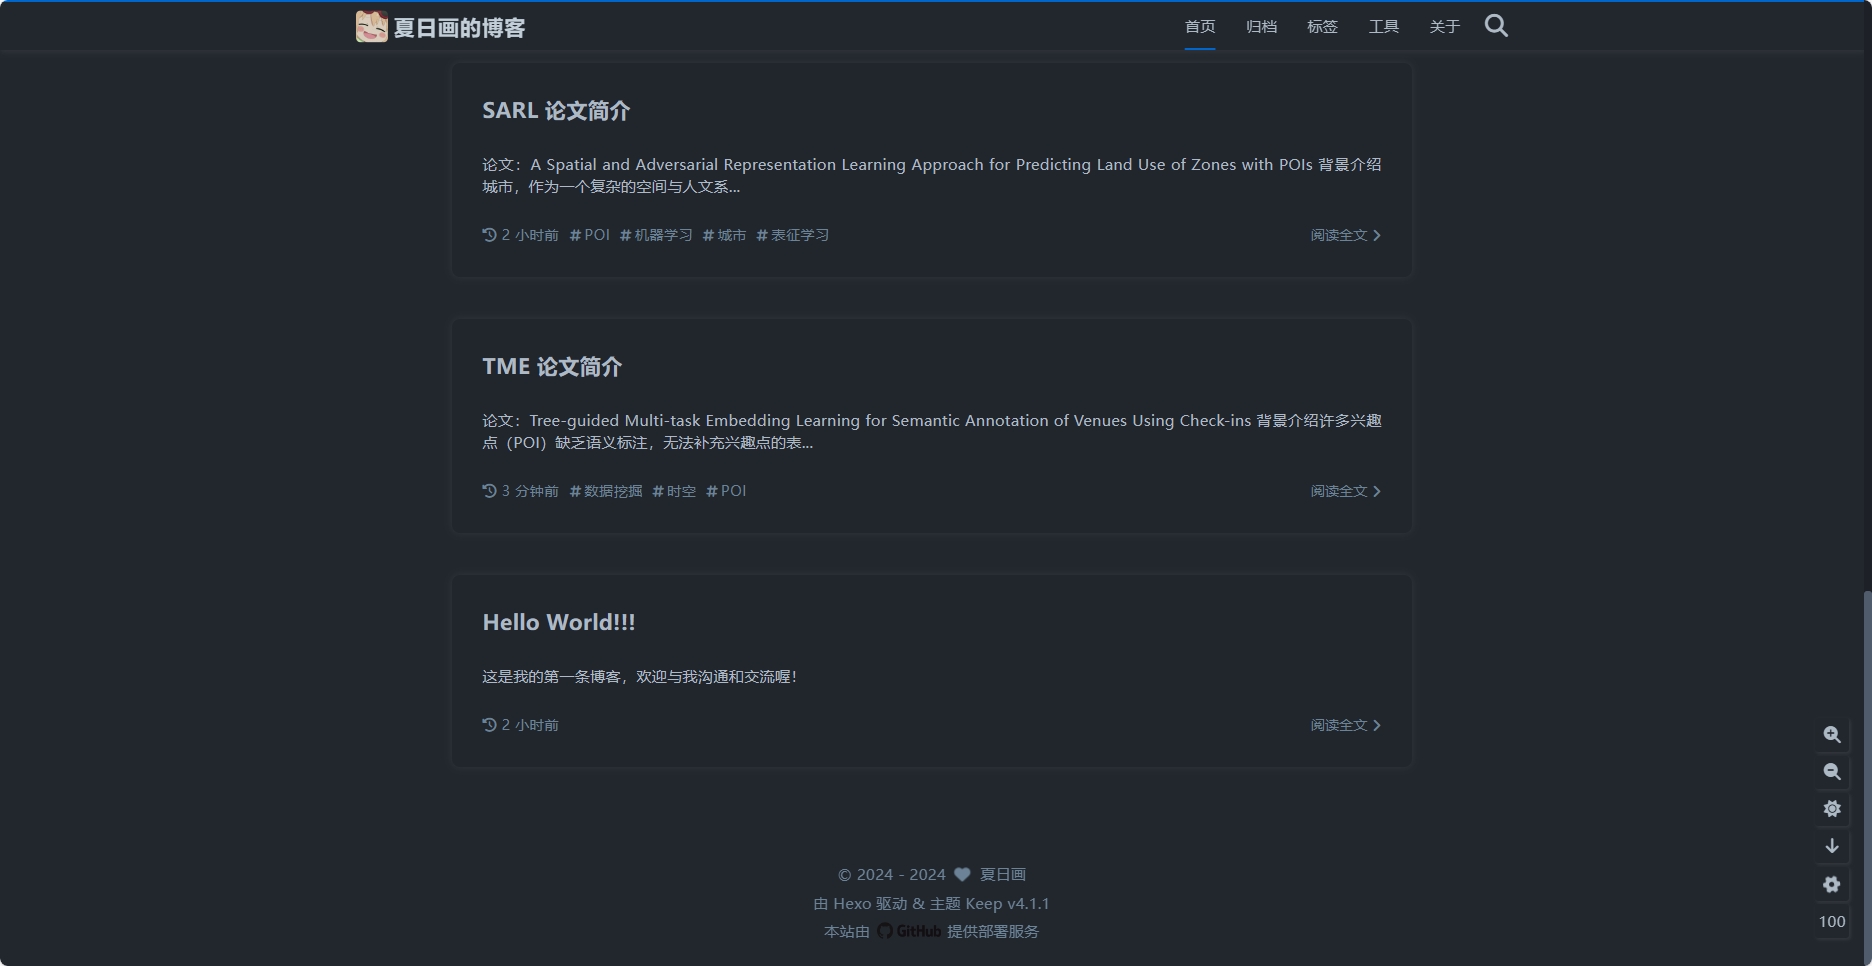 夏日画的博客
首页 归档 标签 工具 关于
SARL 论文简介
论文：A Spatial and Adversarial Representation Learning Approach for Predicting Land Use of Zones with POIs 背景介绍
城市，作为一个复杂的空间与人文系...
2 小时前 #POI #机器学习 #城市 #表征学习 阅读全文
TME 论文简介
论文：Tree-guided Multi-task Embedding Learning for Semantic Annotation of Venues Using Check-ins 背景介绍许多兴趣
点（POI）缺乏语义标注，无法补充兴趣点的表...
3 分钟前 #数据挖掘 #时空 #POI 阅读全文
Hello World!!!
这是我的第一条博客，欢迎与我沟通和交流喔！
2 小时前 阅读全文
100
© 2024 - 2024 夏日画
由 Hexo 驱动 & 主题 Keep v4.1.1
本站由 GitHub 提供部署服务